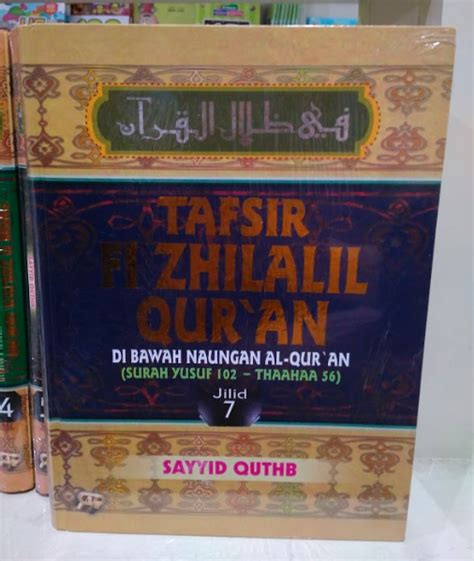 في ظلال القرآن
TAFSIR
FI ZHILALIL
QUR`AN
DI BAWAH NAUNGAN AL-QUR`AN
(SURAH YUSUF 102 – THAAHAA 56)
Jilid
7
SAYYID QUTHB
4